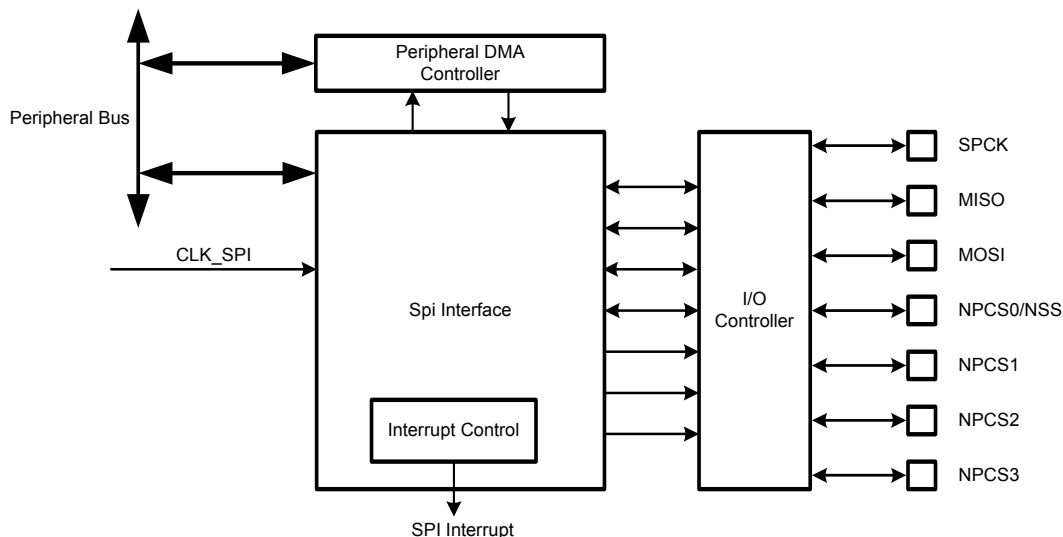 Peripheral DMA
Controller
Peripheral Bus
CLK_SPI
Spi Interface
Interrupt Control
SPI Interrupt
I/O
Controller
SPCK
MISO
MOSI
NPCS0/NSS
NPCS1
NPCS2
NPCS3